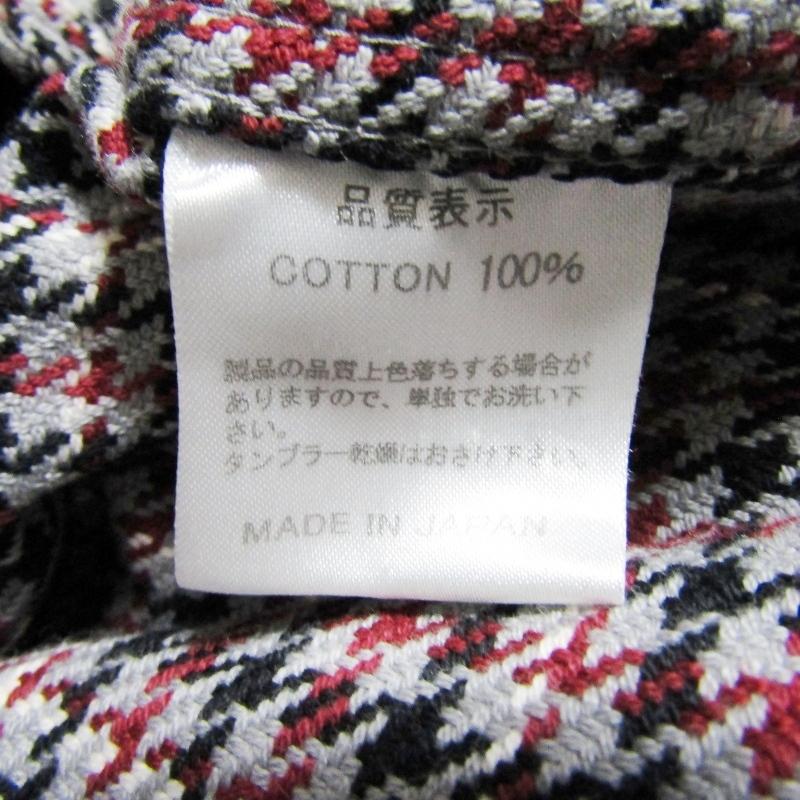 品質表示
COTTON 100%
製品の品質上色落ちする場合が
ありますので、単独でお洗い下
さい。
タンブラー乾燥はおさけ下さい。
MADE IN JAPAN